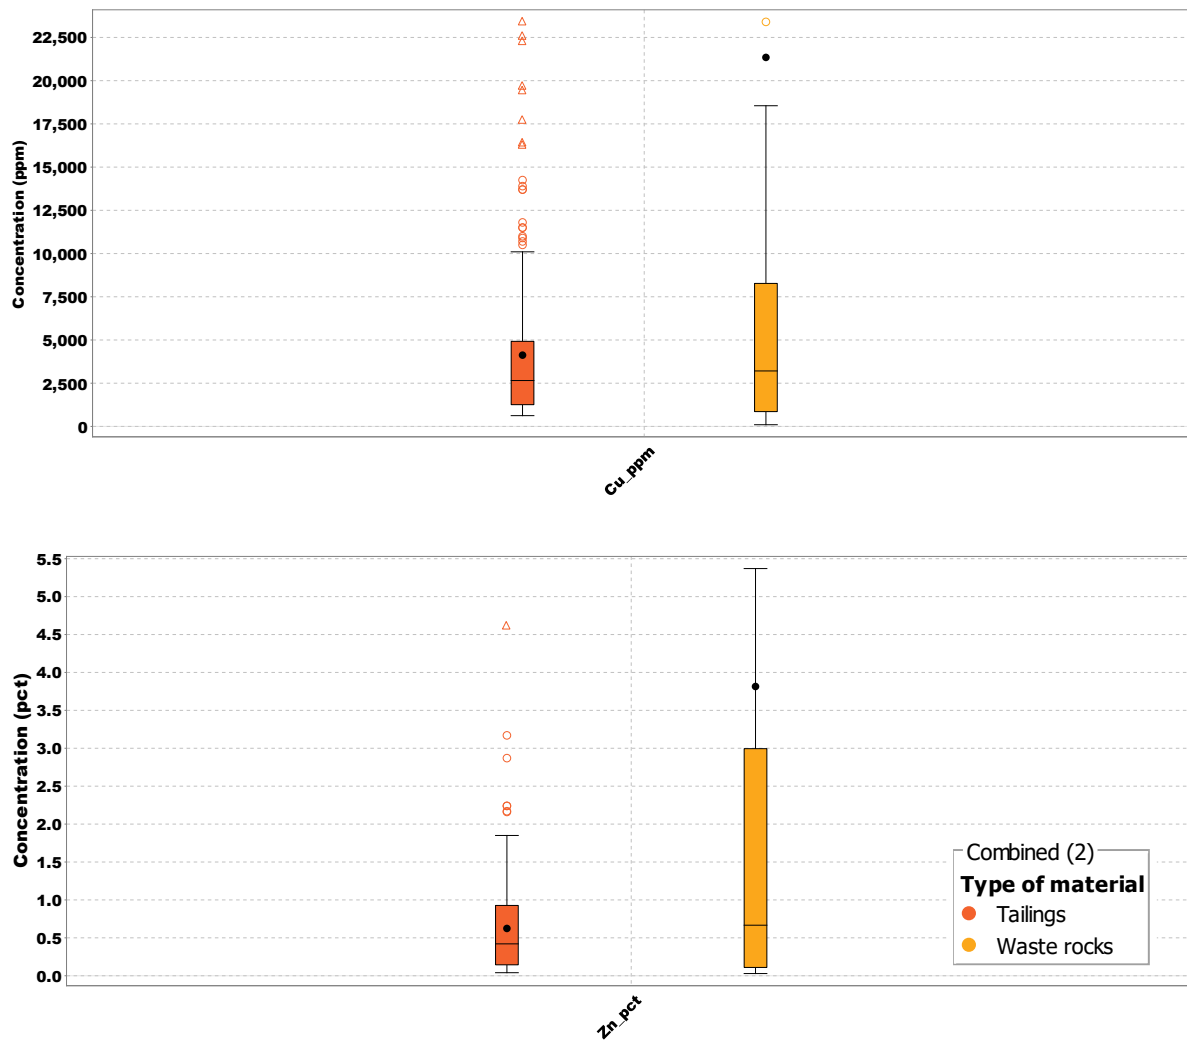 22,500
20,000
17,500
15,000
12,500
10,000
7,500
5,000
2,500
0
Concentration (ppm)
Cu_ppm
5.5
5.0
4.5
4.0
3.5
3.0
2.5
2.0
1.5
1.0
0.5
0.0
Concentration (pct)
Zn_pct
Combined (2)
Type of material
Tailings
Waste rocks